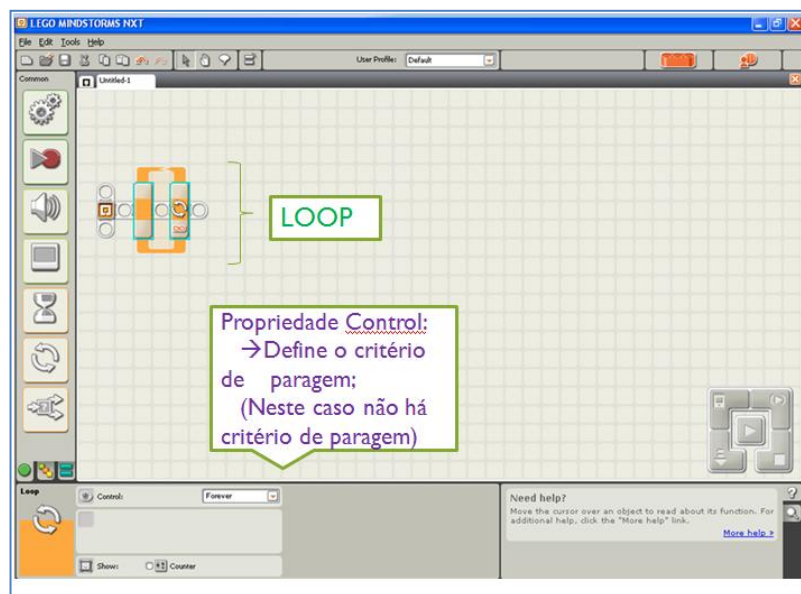 LEGO MINDSTORMS NXT
File Edit Tools Help
User Profile: Default
Common
Untitled-1
LOOP
Propriedade Control:
→Define o critério
de paragem;
(Neste caso não há
critério de paragem)
Loop
Control: Forever
Show: Counter
Need help?
Move the cursor over an object to read about its function. For
additional help, click the "More help" link.
More help »